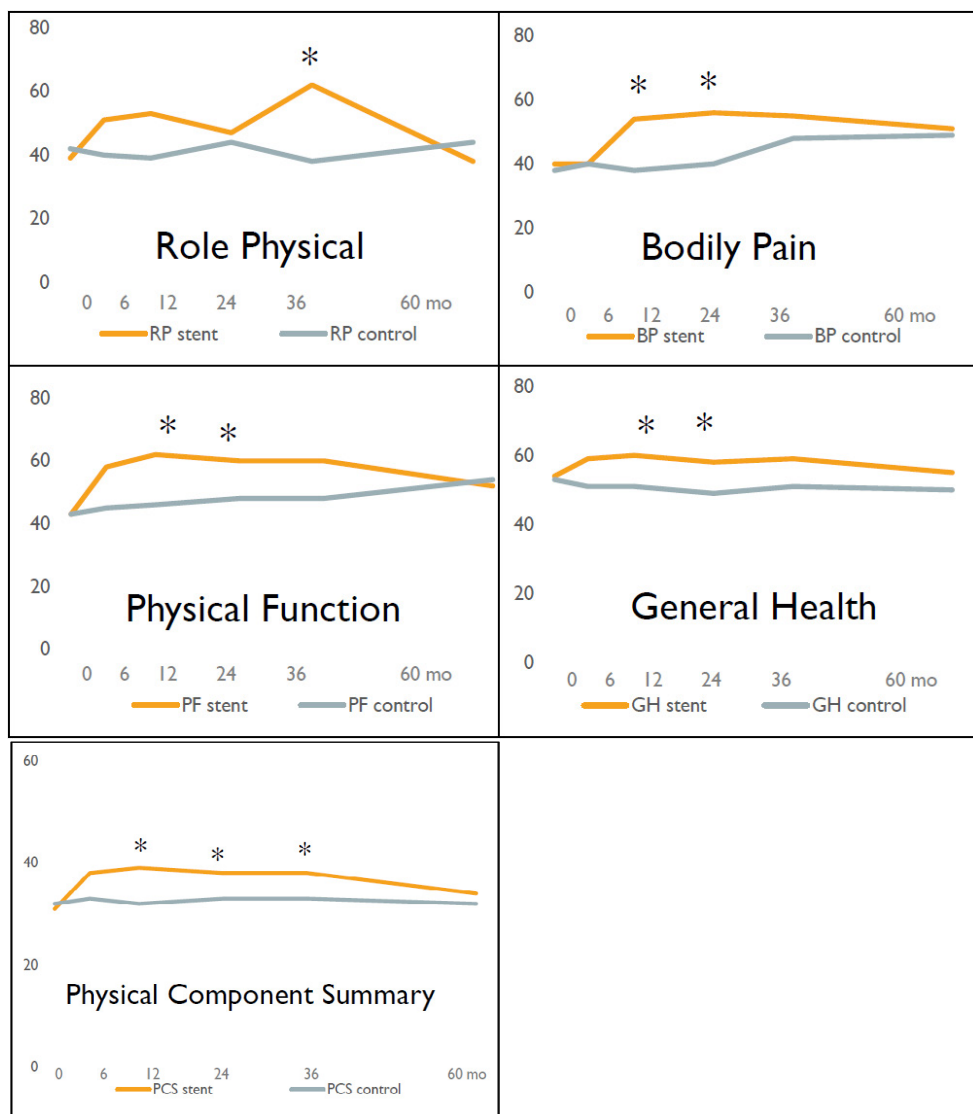 80
60
*
40
20
Role Physical
0
0 6 12 24 36 60 mo
RP stent RP control
80
60
* *
40
20
Bodily Pain
0
0 6 12 24 36 60 mo
BP stent BP control
80
* *
60
40
20
Physical Function
0
0 6 12 24 36 60 mo
PF stent PF control
80
* *
60
40
20
General Health
0
0 6 12 24 36 60 mo
GH stent GH control
60
* * *
40
20
Physical Component Summary
0
0 6 12 24 36 60 mo
PCS stent PCS control